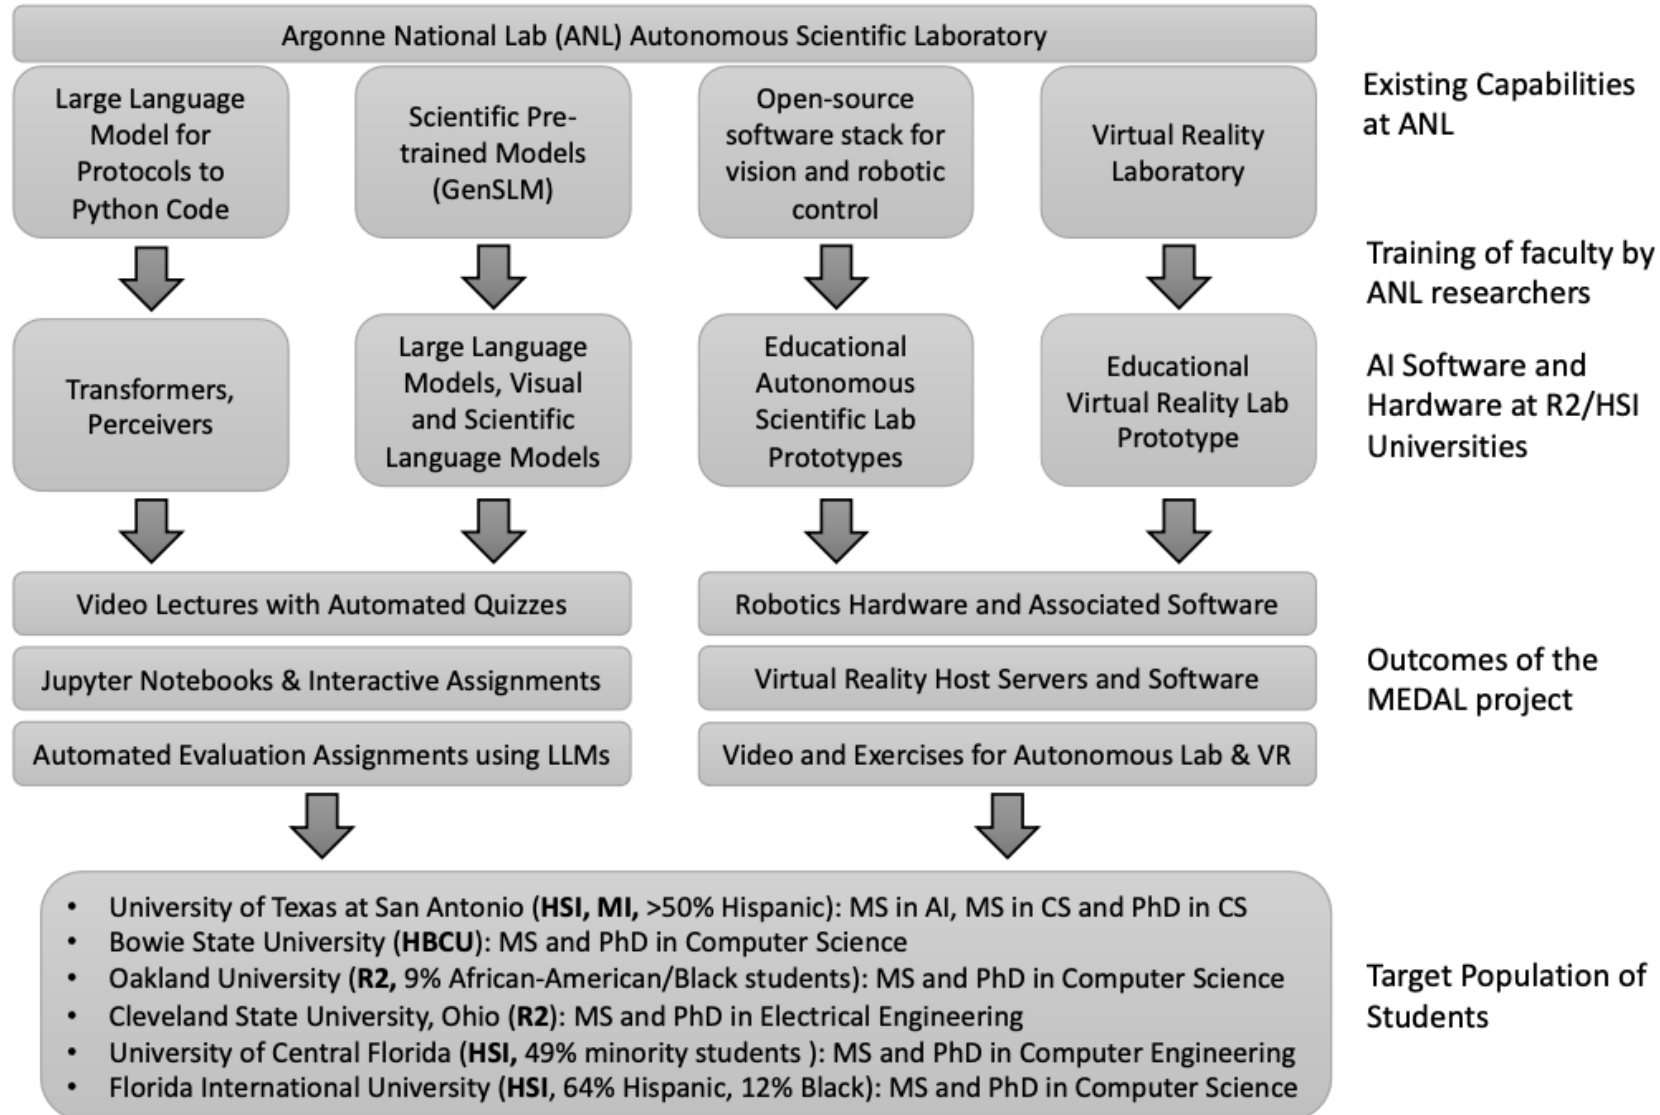 Argonne National Lab (ANL) Autonomous Scientific Laboratory
Large Language
Model for
Protocols to
Python Code
Scientific Pre-
trained Models
(GenSLM)
Open-source
software stack for
vision and robotic
control
Virtual Reality
Laboratory
Existing Capabilities
at ANL
Training of faculty by
ANL researchers
Transformers,
Perceivers
Large Language
Models, Visual
and Scientific
Language Models
Educational
Autonomous
Scientific Lab
Prototypes
Educational
Virtual Reality Lab
Prototype
AI Software and
Hardware at R2/HSI
Universities
Video Lectures with Automated Quizzes
Jupyter Notebooks & Interactive Assignments
Automated Evaluation Assignments using LLMs
Robotics Hardware and Associated Software
Virtual Reality Host Servers and Software
Video and Exercises for Autonomous Lab & VR
Outcomes of the
MEDAL project
• University of Texas at San Antonio (HSI, MI, >50% Hispanic): MS in AI, MS in CS and PhD in CS
• Bowie State University (HBCU): MS and PhD in Computer Science
• Oakland University (R2, 9% African-American/Black students): MS and PhD in Computer Science
• Cleveland State University, Ohio (R2): MS and PhD in Electrical Engineering
• University of Central Florida (HSI, 49% minority students ): MS and PhD in Computer Engineering
• Florida International University (HSI, 64% Hispanic, 12% Black): MS and PhD in Computer Science
Target Population of
Students